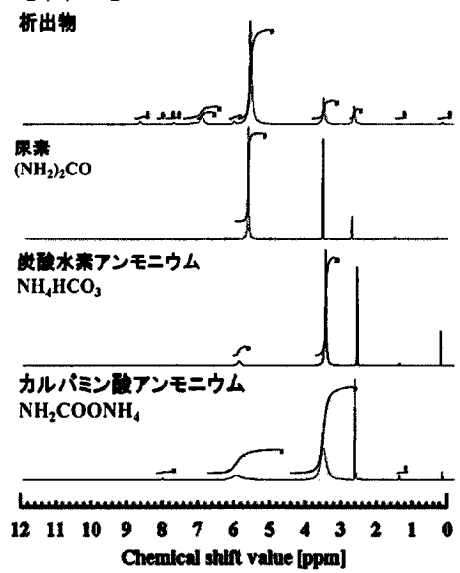 析出物
尿素
(NH₂)₂CO
炭酸水素アンモニウム
NH₄HCO₃
カルバミン酸アンモニウム
NH₂COONH₄
12 11 10 9 8 7 6 5 4 3 2 1 0
Chemical shift value [ppm]